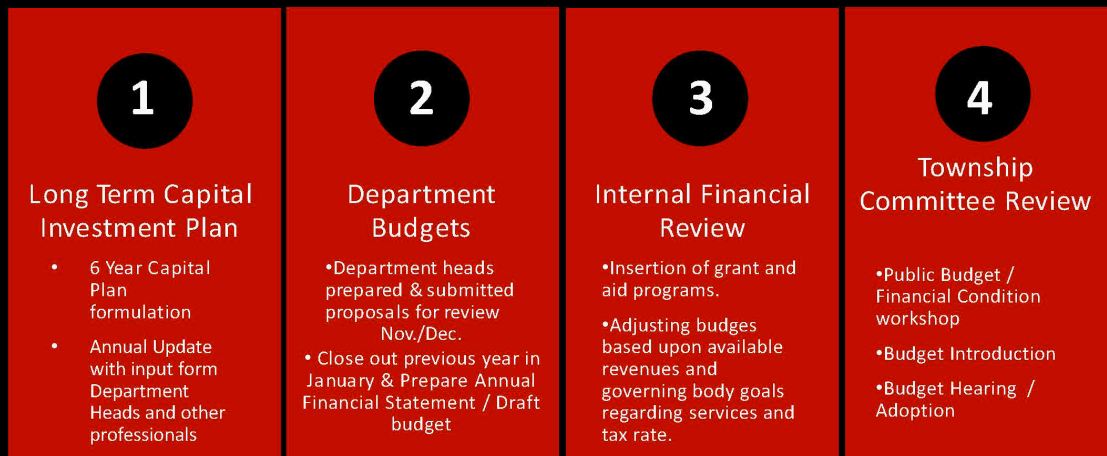 1
Long Term Capital
Investment Plan
• 6 Year Capital
Plan
formulation
• Annual Update
with input form
Department
Heads and other
professionals
2
Department
Budgets
•Department heads
prepared & submitted
proposals for review
Nov./Dec.
• Close out previous year in
January & Prepare Annual
Financial Statement / Draft
budget
3
Internal Financial
Review
•Insertion of grant and
aid programs.
•Adjusting budges
based upon available
revenues and
governing body goals
regarding services and
tax rate.
4
Township
Committee Review
•Public Budget /
Financial Condition
workshop
•Budget Introduction
•Budget Hearing /
Adoption